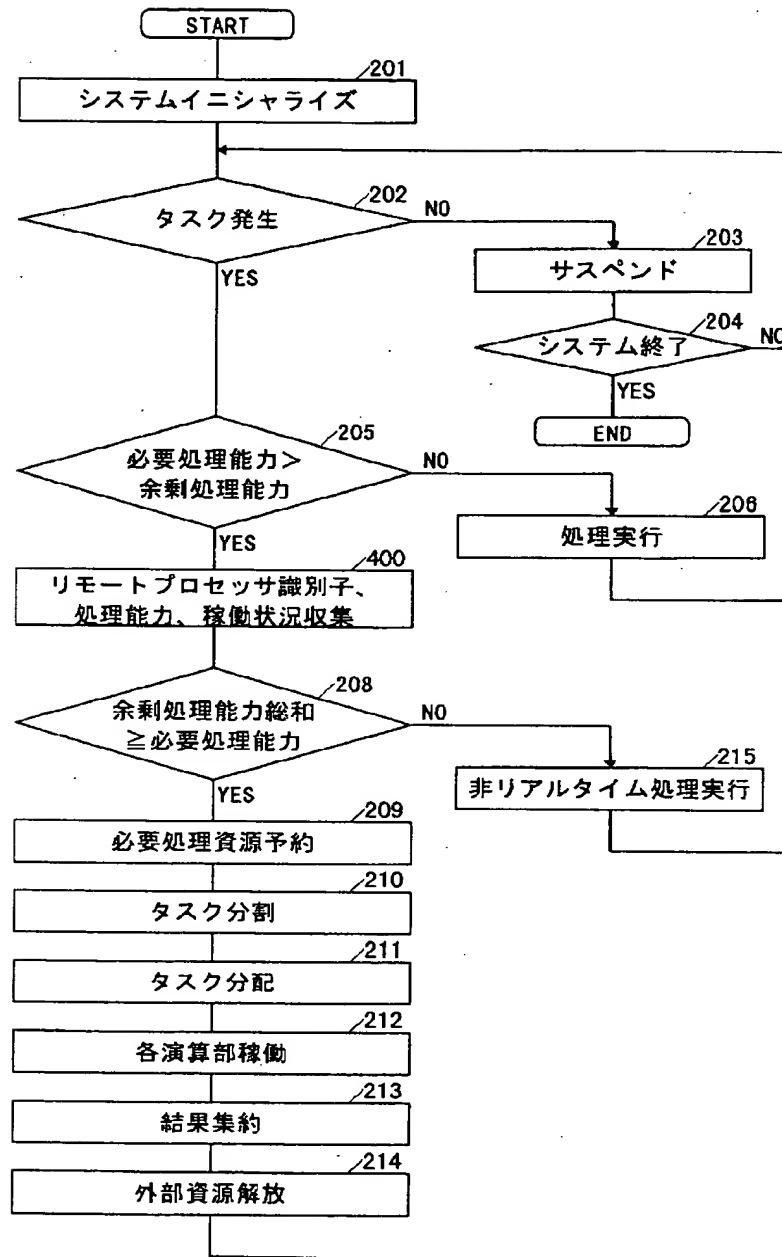 START
201
システムイニシャライズ
202
タスク発生
NO
YES
203
サスペンド
204
システム終了
NO
YES
END
205
必要処理能力>
余剰処理能力
NO
YES
206
処理実行
400
リモートプロセッサ識別子、
処理能力、稼働状況収集
208
余剰処理能力総和
≧必要処理能力
NO
YES
215
非リアルタイム処理実行
209
必要処理資源予約
210
タスク分割
211
タスク分配
212
各演算部稼働
213
結果集約
214
外部資源解放